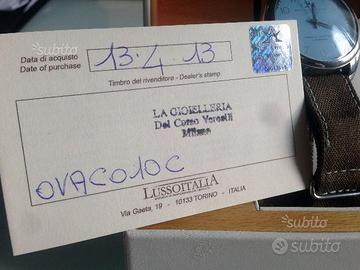 Data di acquisto
Date of purchase
13-4-13
Timbro del rivenditore - Dealer's stamp
LA GIOIELLERIA
Del Corso Vercelli
Milano
OVAC010C
LUSSOITALIA
Via Gaeta, 19 - 10133 TORINO - ITALIA
subito
subito
subito